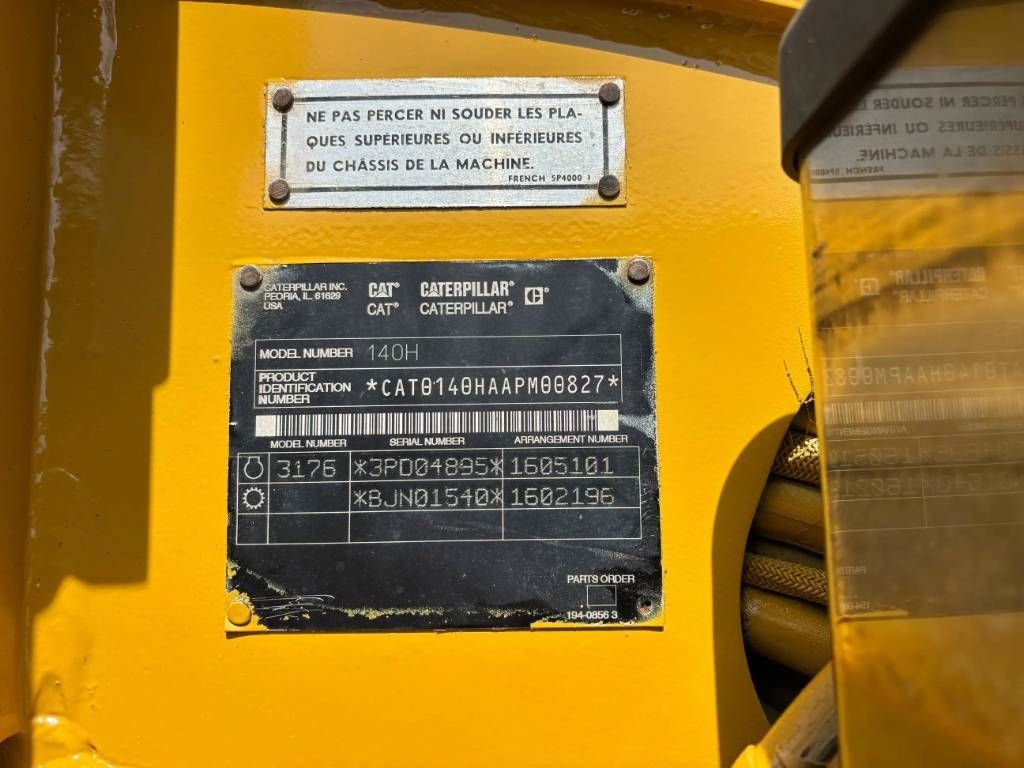 NE PAS PERCER NI SOUDER LES PLA-
QUES SUPÉRIEURES OU INFÉRIEURES
DU CHÂSSIS DE LA MACHINE.
FRENCH 5P4000 1
CATERPILLAR INC.
PEORIA, IL. 61629
USA
CAT® CATERPILLAR® C®
CAT® CATERPILLAR®
MODEL NUMBER 140H
PRODUCT
IDENTIFICATION
NUMBER
*CAT0140HAAPM00827*
MODEL NUMBER SERIAL NUMBER ARRANGEMENT NUMBER
3176 *3PD04895* 1605101
*BJN01540* 1602196
PARTS ORDER
194-0856 3